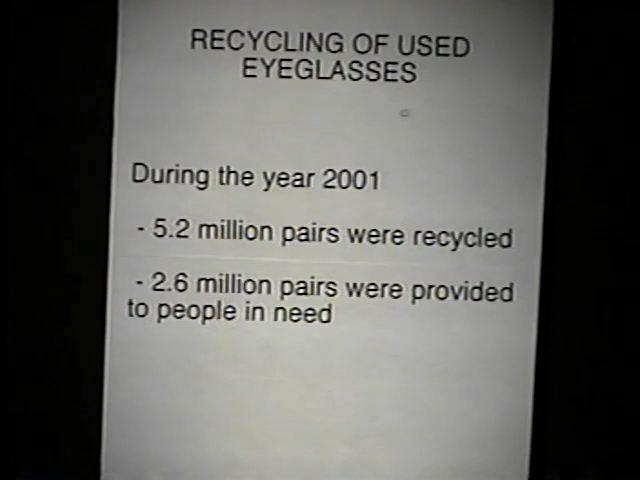 RECYCLING OF USED
EYEGLASSES
During the year 2001
- 5.2 million pairs were recycled
- 2.6 million pairs were provided
to people in need